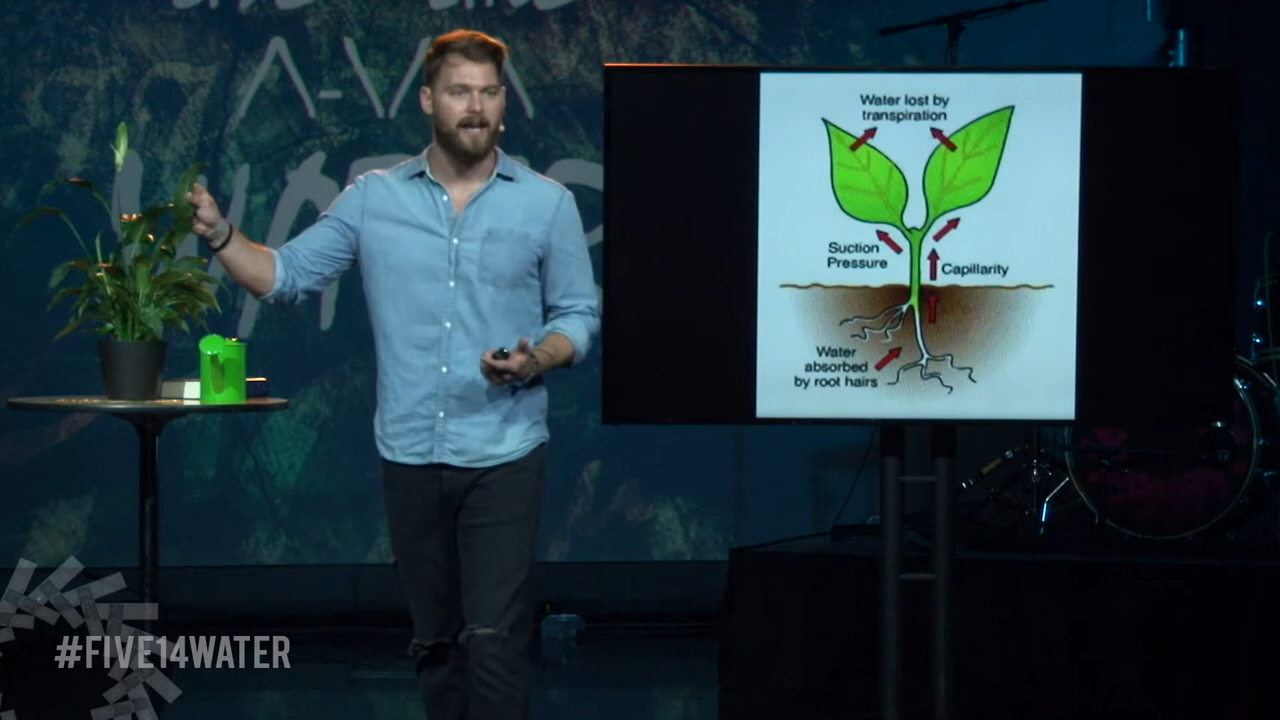 Water lost by
transpiration
Suction
Pressure
Capillarity
Water
absorbed
by root hairs
#FIVE14WATER